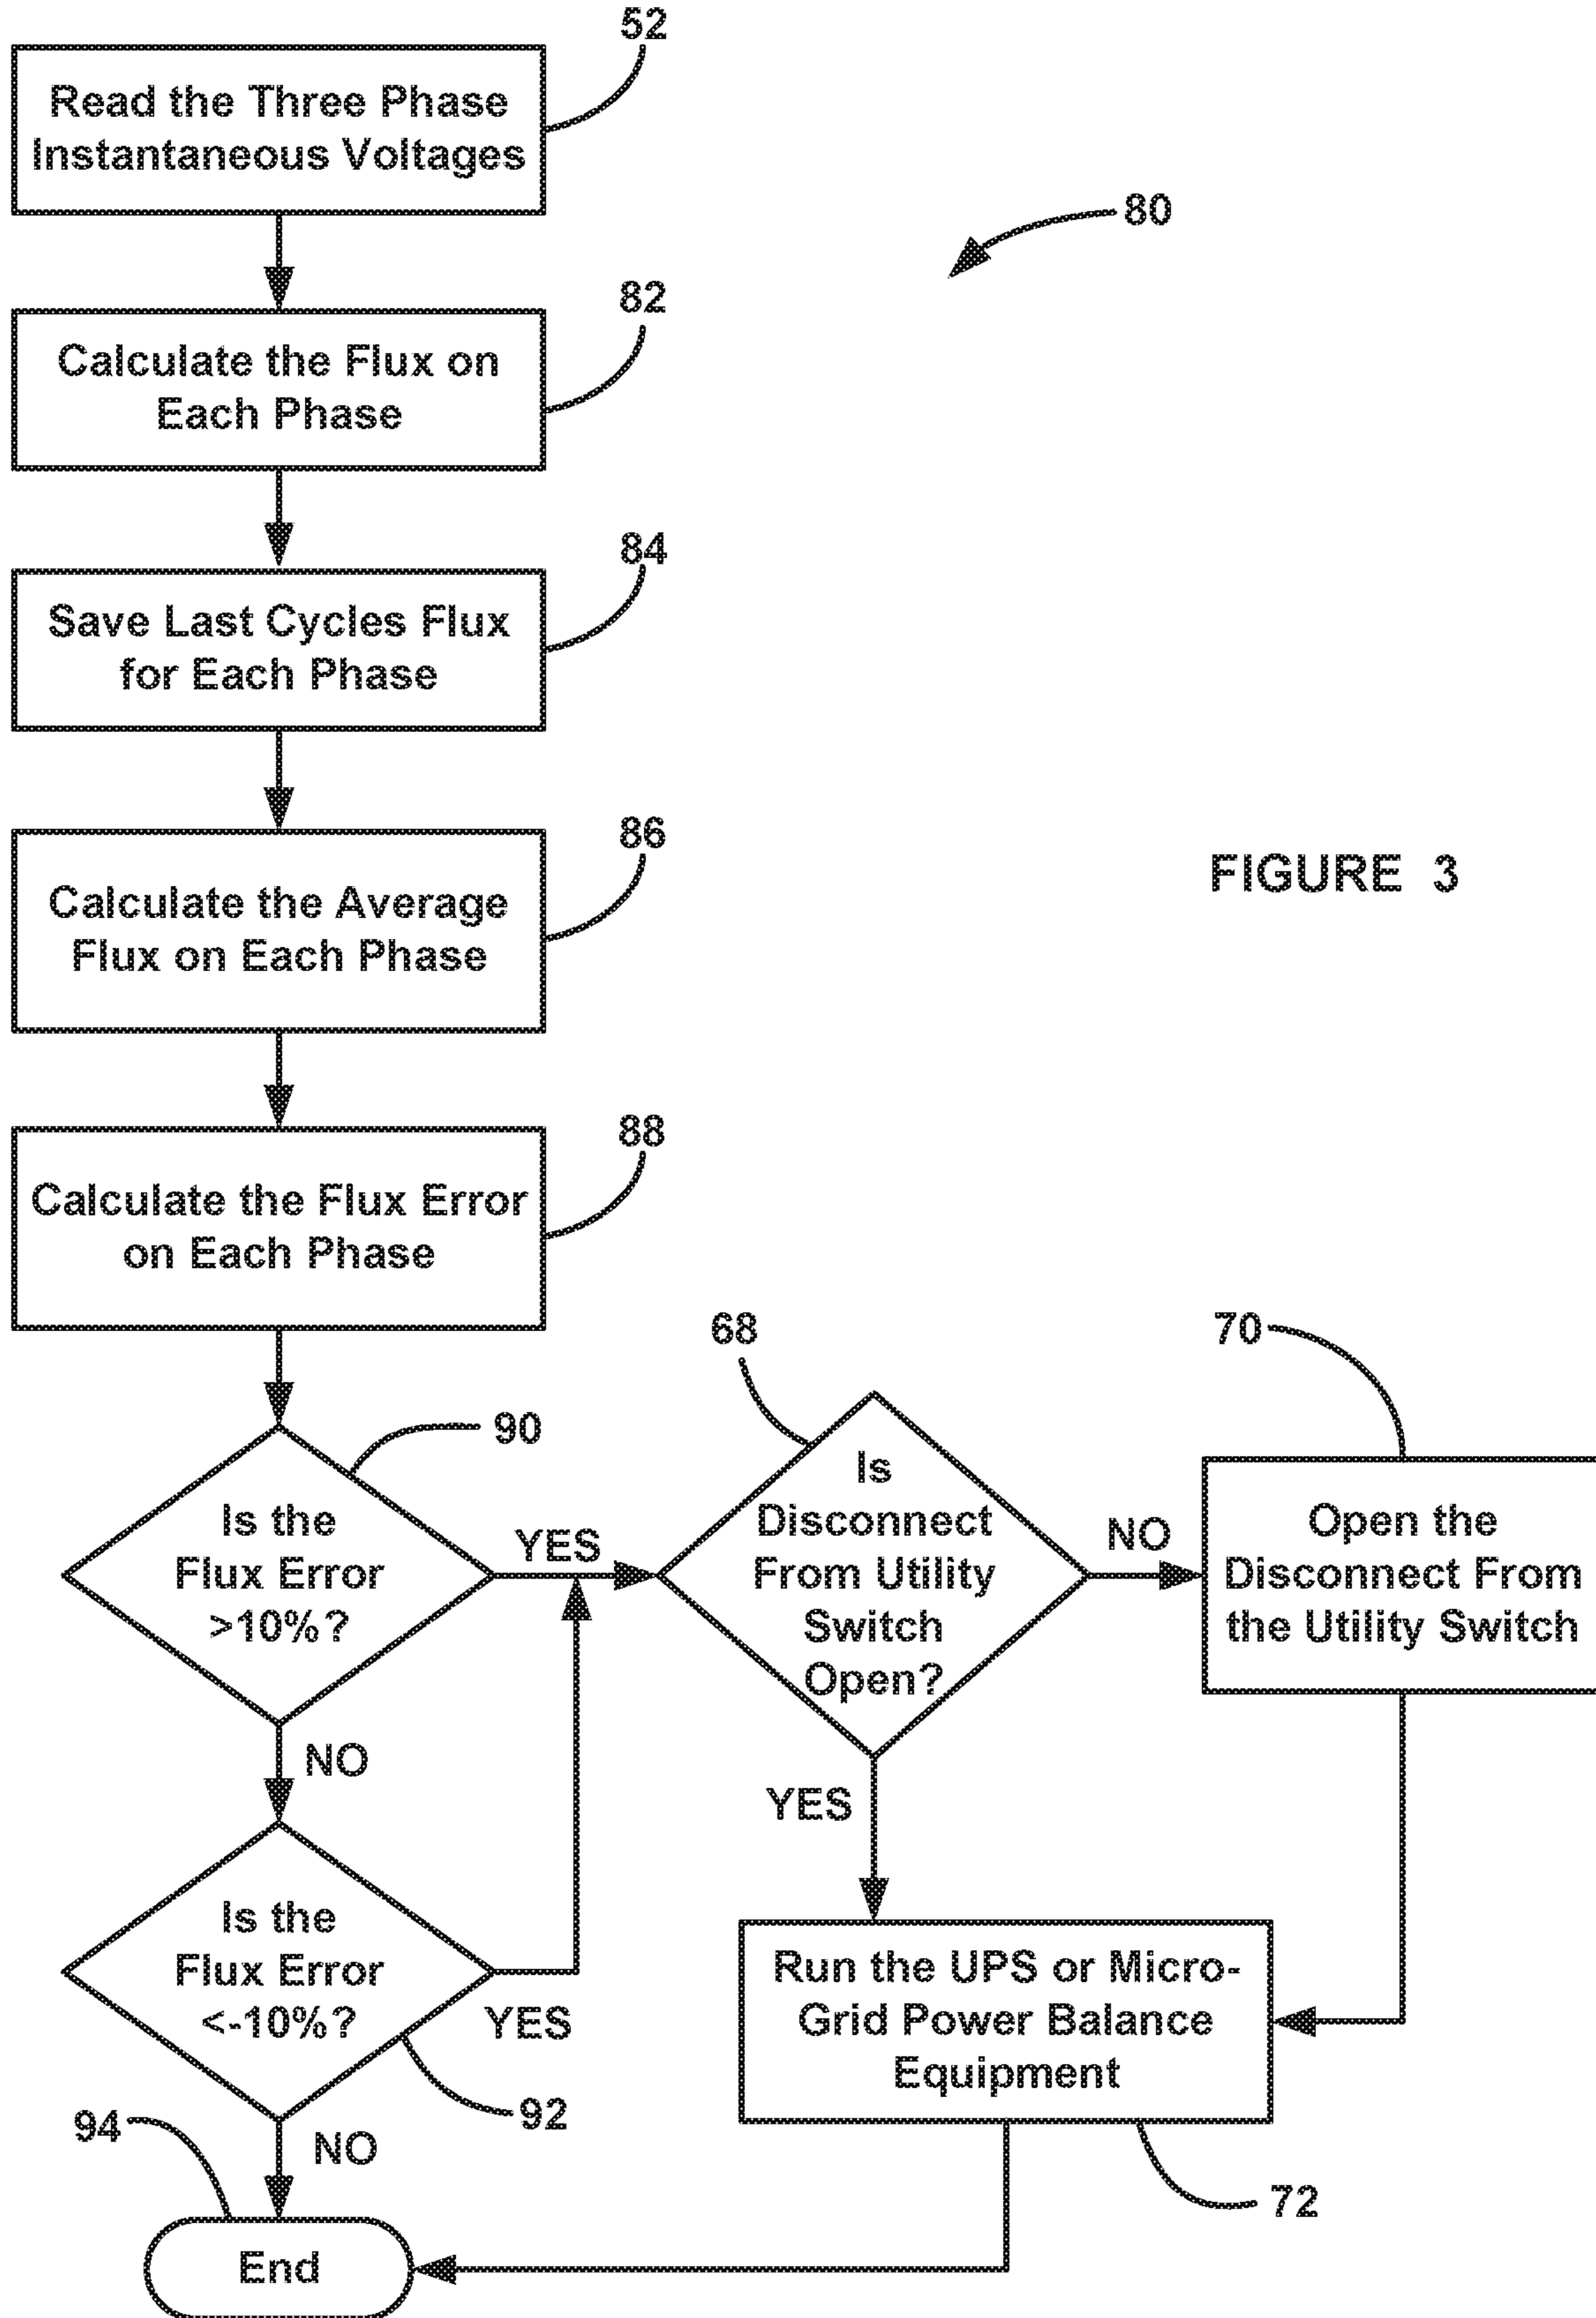 52
Read the Three Phase
Instantaneous Voltages
80
82
Calculate the Flux on
Each Phase
84
Save Last Cycles Flux
for Each Phase
86
Calculate the Average
Flux on Each Phase
FIGURE 3
88
Calculate the Flux Error
on Each Phase
90
Is the
Flux Error
>10%?
YES
68
Is
Disconnect
From Utility
Switch
Open?
NO
70
Open the
Disconnect From
the Utility Switch
NO
YES
Is the
Flux Error
<-10%?
YES
92
Run the UPS or Micro-
Grid Power Balance
Equipment
72
94
NO
End